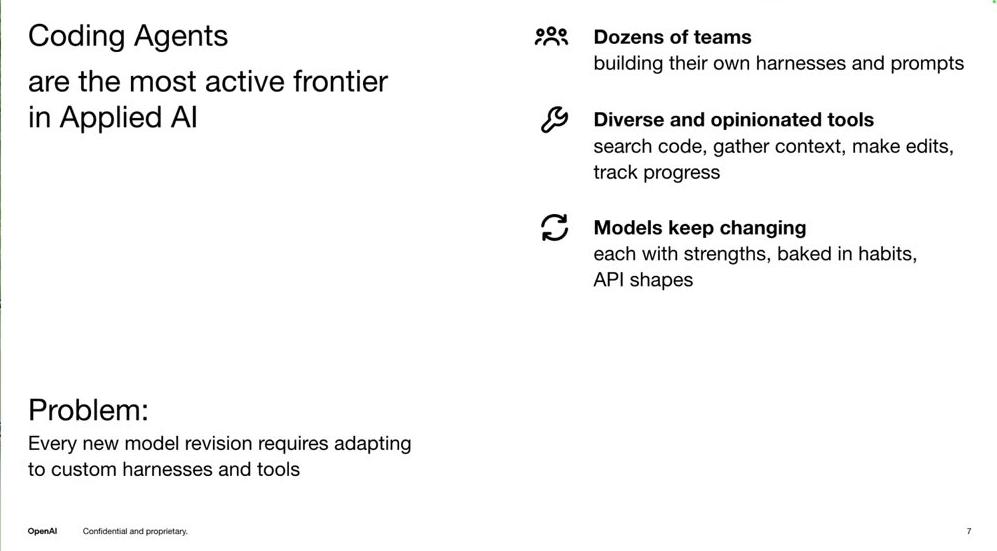 Coding Agents
are the most active frontier
in Applied AI
Dozens of teams
building their own harnesses and prompts
Diverse and opinionated tools
search code, gather context, make edits,
track progress
Models keep changing
each with strengths, baked in habits,
API shapes
Problem:
Every new model revision requires adapting
to custom harnesses and tools
OpenAI Confidential and proprietary. 7